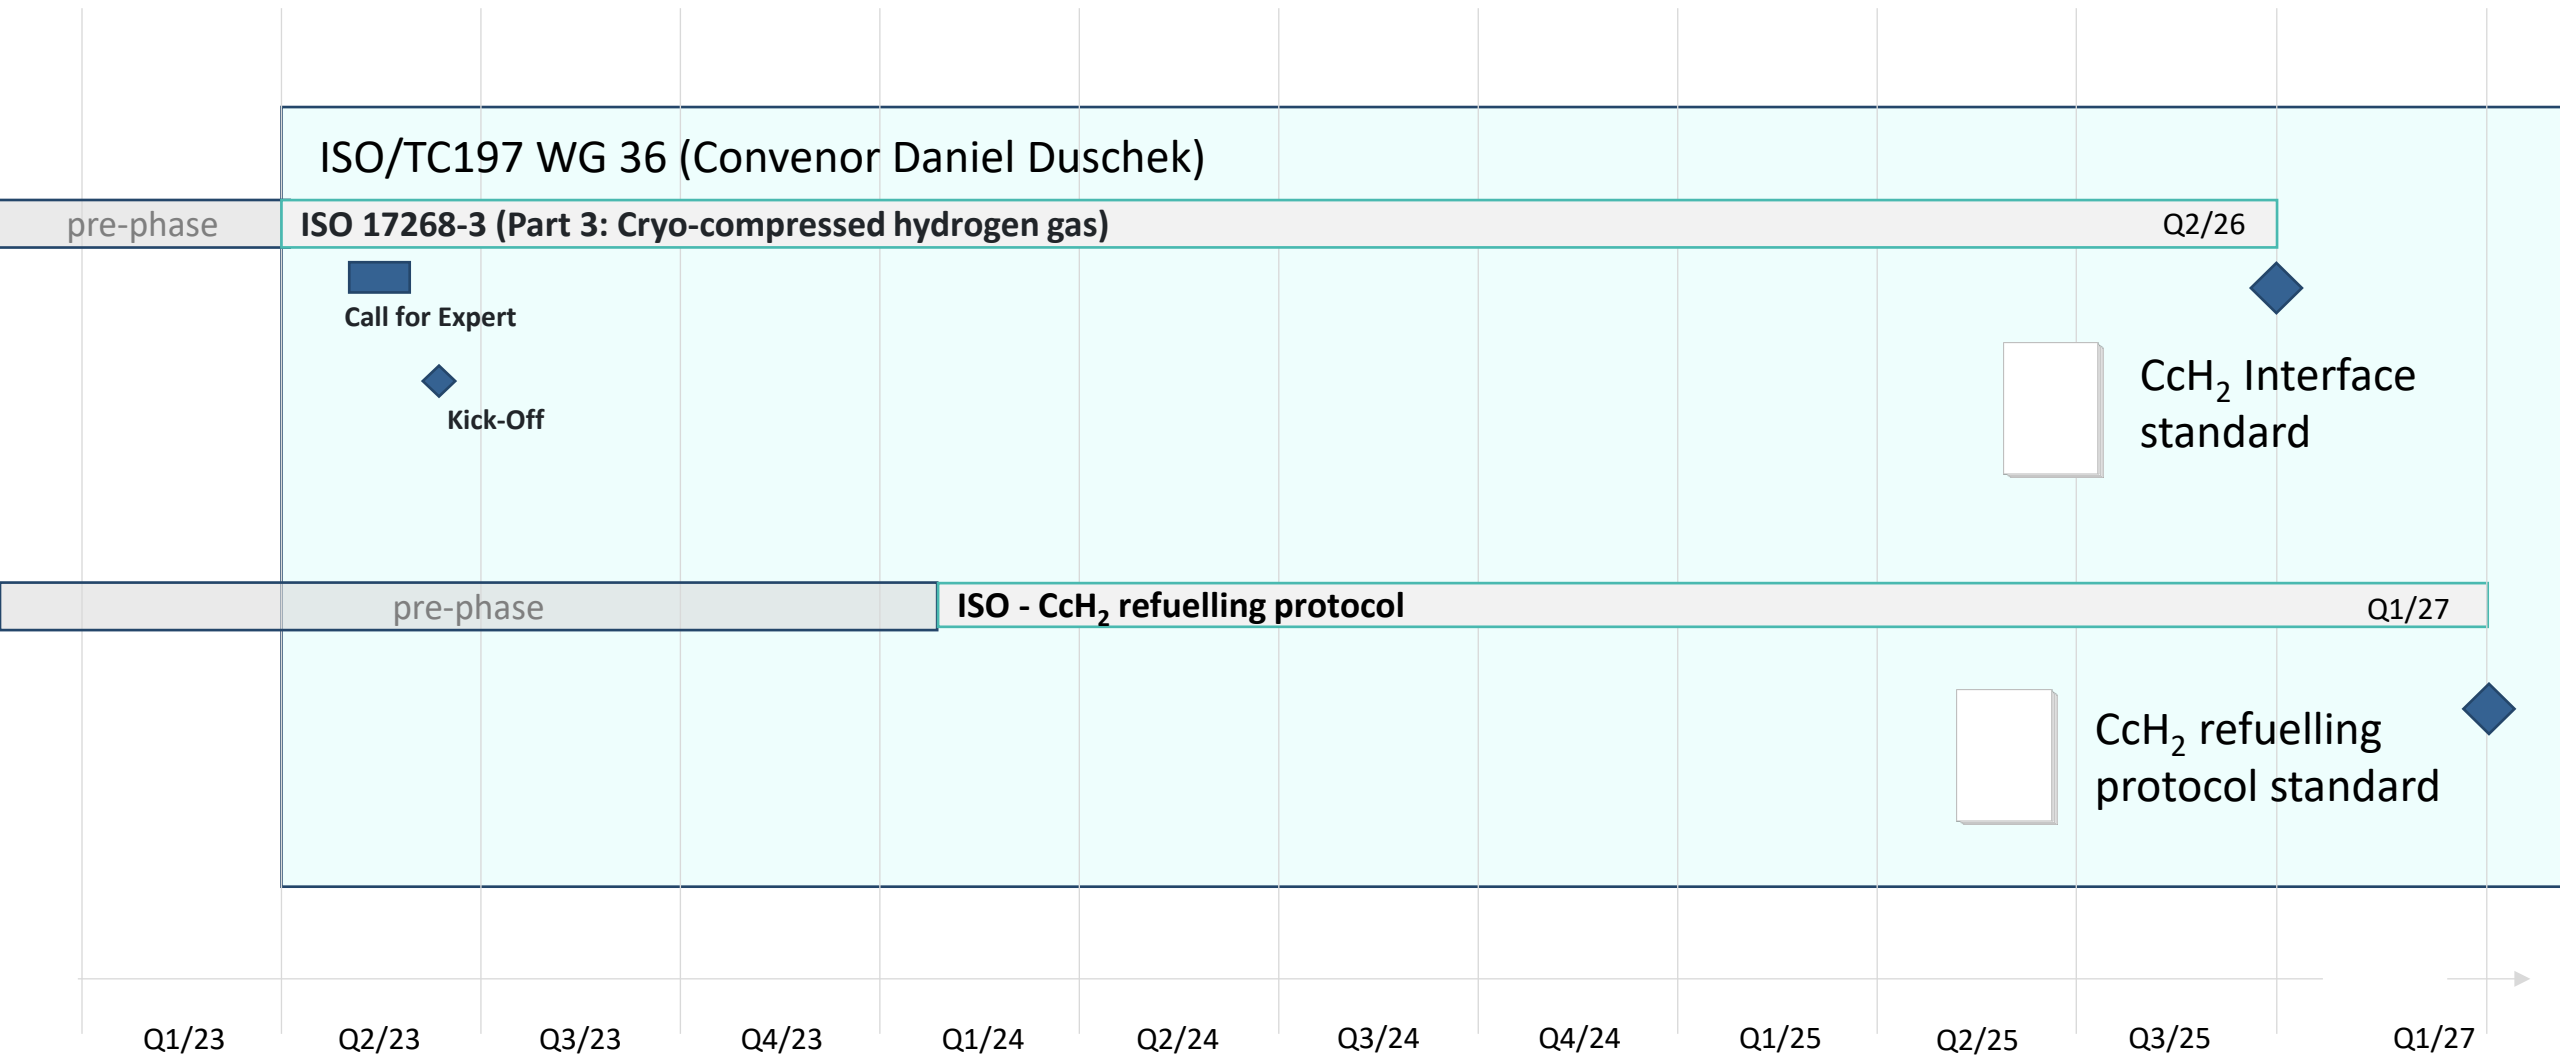 ISO/TC197 WG 36 (Convenor Daniel Duschek)
pre-phase
ISO 17268-3 (Part 3: Cryo-compressed hydrogen gas)
Q2/26
Call for Expert
Kick-Off
CcH₂ Interface
standard
pre-phase
ISO - CcH₂ refuelling protocol
Q1/27
CcH₂ refuelling
protocol standard
Q1/23 Q2/23 Q3/23 Q4/23 Q1/24 Q2/24 Q3/24 Q4/24 Q1/25 Q2/25 Q3/25 Q1/27